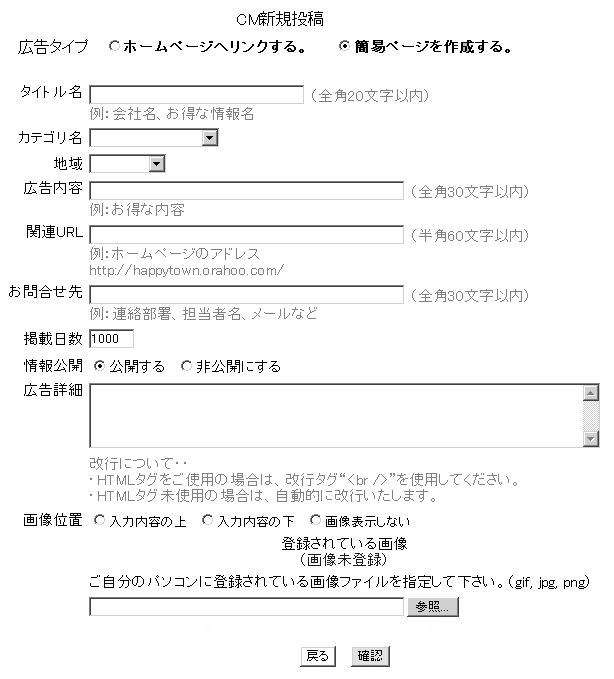 CM新規投稿
広告タイプ ホームページへリンクする。 簡易ページを作成する。
タイトル名 (全角20文字以内)
例：会社名、お得な情報名
カテゴリ名
地域
広告内容 (全角30文字以内)
例：お得な内容
関連URL (半角60文字以内)
例：ホームページのアドレス
http://happytown.orahoo.com/
お問合せ先 (全角30文字以内)
例：連絡部署、担当者名、メールなど
掲載日数 1000
情報公開 公開する 非公開にする
広告詳細
改行について・・
・HTMLタグをご使用の場合は、改行タグ“<br />”を使用してください。
・HTMLタグ未使用の場合は、自動的に改行いたします。
画像位置 入力内容の上 入力内容の下 画像表示しない
登録されている画像
(画像未登録)
ご自分のパソコンに登録されている画像ファイルを指定して下さい。(gif, jpg, png)
参照...
戻る 確認